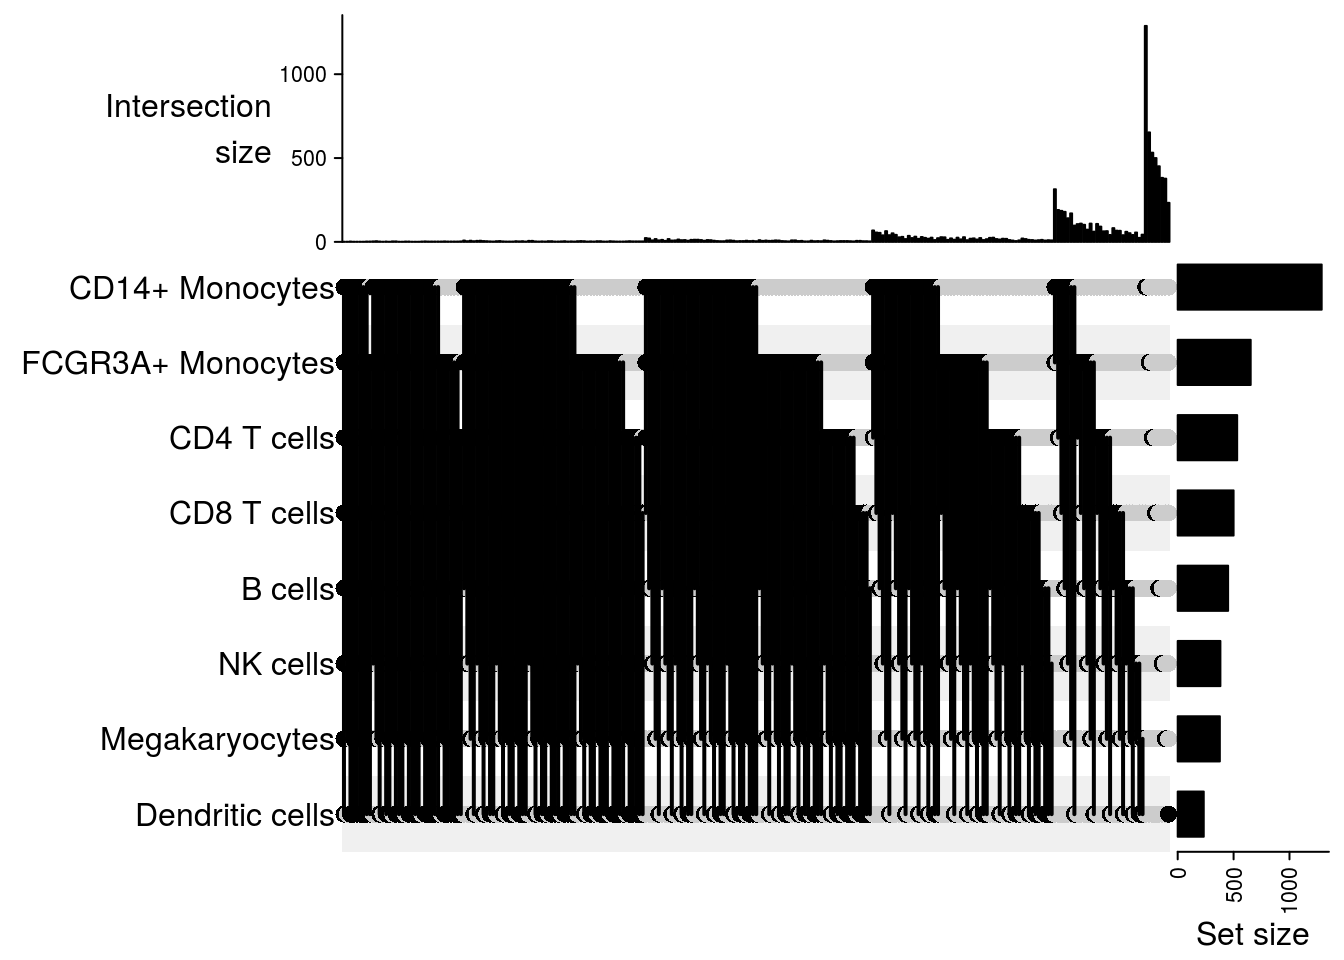 Intersection
size
1000
500
0
CD14+ Monocytes
FCGR3A+ Monocytes
CD4 T cells
CD8 T cells
B cells
NK cells
Megakaryocytes
Dendritic cells
0
500
1000
Set size